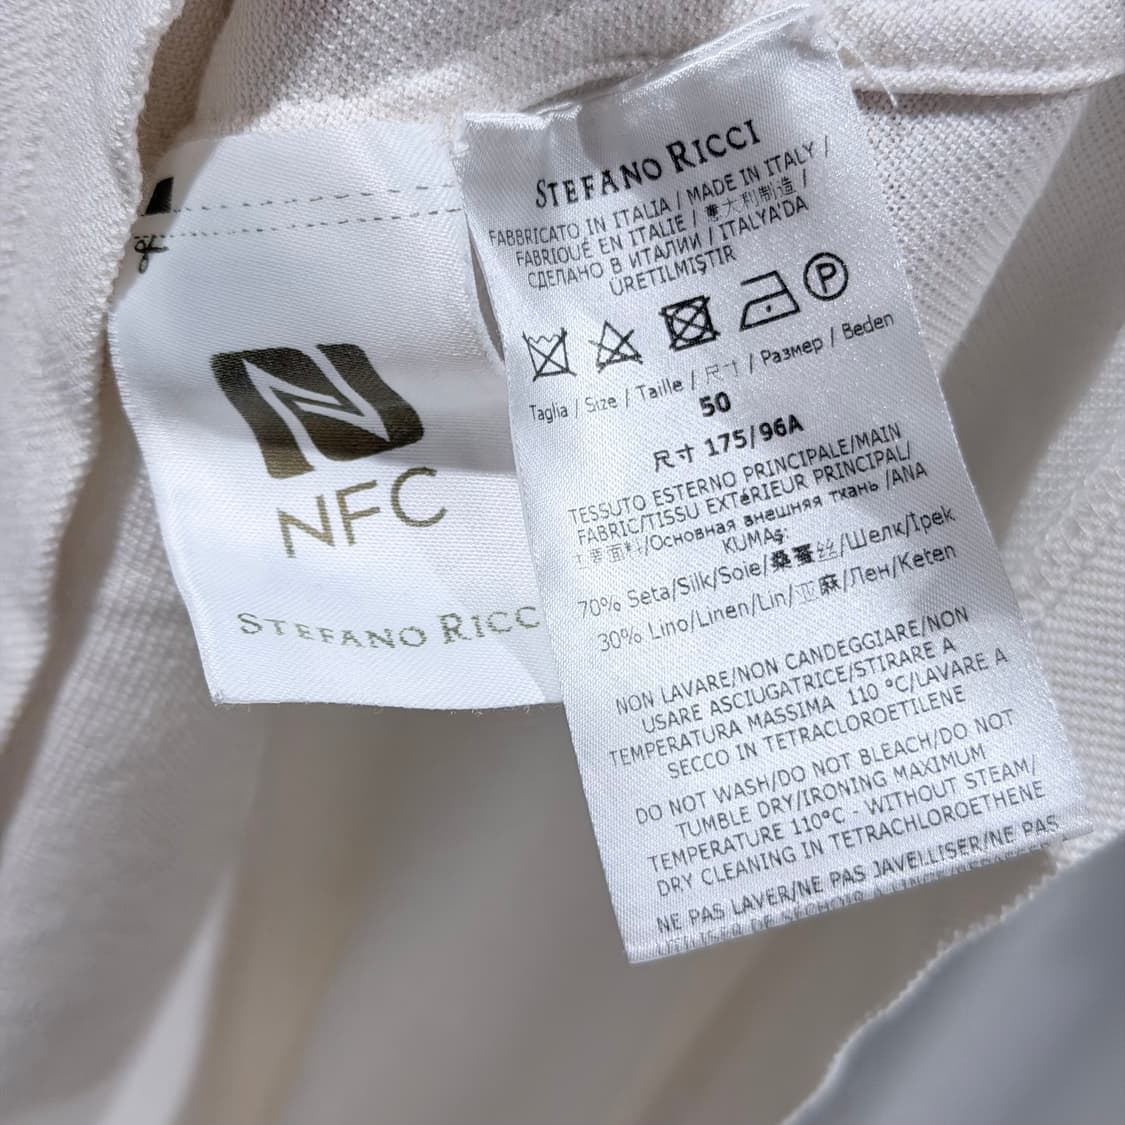 NFC
STEFANO RICC
STEFANO RICCI
FABBRICATO IN ITALIA / MADE IN ITALY /
FABRIQUÉ EN ITALIE / 意大利制造 /
СДЕЛАНО В ИТАЛИИ / ITALYA'DA
ÜRETILMIŞTIR
P
Taglia / Size / Taille / 尺寸 / Размер / Beden
50
尺寸 175/96A
TESSUTO ESTERNO PRINCIPALE/MAIN
FABRIC/TISSU EXTéRIEUR PRINCIPAL/
要面料/Основная внешняя ткань /ANA
KUMAş:
70% Seta/Silk/Soie/桑蚕丝/Шелк/İpek
30% Lino/Linen/Lin/亚麻/Лен/Keten
NON LAVARE/NON CANDEGGIARE/NON
USARE ASCIUGATRICE/STIRARE A
TEMPERATURA MASSIMA 110 °C/LAVARE A
SECCO IN TETRACLOROETILENE
DO NOT WASH/DO NOT BLEACH/DO NOT
TUMBLE DRY/IRONING MAXIMUM
TEMPERATURE 110°C - WITHOUT STEAM/
DRY CLEANING IN TETRACHLOROETHENE
NE PAS LAVER/NE PAS JAVELLISER/NE PAS
UTILISER DE SÉCHOIR À LINGE